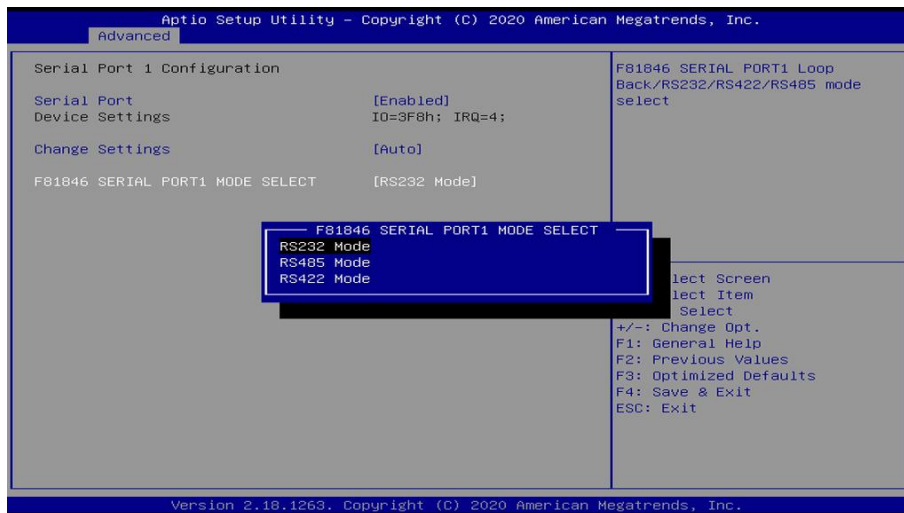 Aptio Setup Utility – Copyright (C) 2020 American Megatrends, Inc.
Advanced
Serial Port 1 Configuration
Serial Port [Enabled]
Device Settings IO=3F8h; IRQ=4;
Change Settings [Auto]
F81846 SERIAL PORT1 MODE SELECT [RS232 Mode]
F81846 SERIAL PORT1 Loop
Back/RS232/RS422/RS485 mode
select
F81846 SERIAL PORT1 MODE SELECT
RS232 Mode
RS485 Mode
RS422 Mode
lect Screen
lect Item
Select
+/-: Change Opt.
F1: General Help
F2: Previous Values
F3: Optimized Defaults
F4: Save & Exit
ESC: Exit
Version 2.18.1263. Copyright (C) 2020 American Megatrends, Inc.